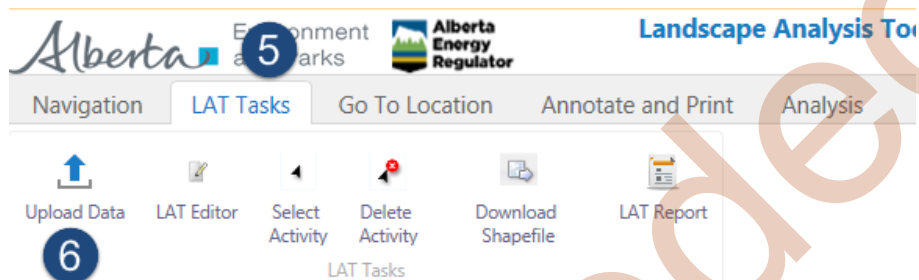 Alberta
Environment
and Parks
5
Alberta
Energy
Regulator
Landscape Analysis
Navigation
LAT Tasks
Go To Location
Annotate and Print
Analysis
Upload Data
LAT Editor
Select
Activity
Delete
Activity
Download
Shapefile
LAT Report
6
LAT Tasks